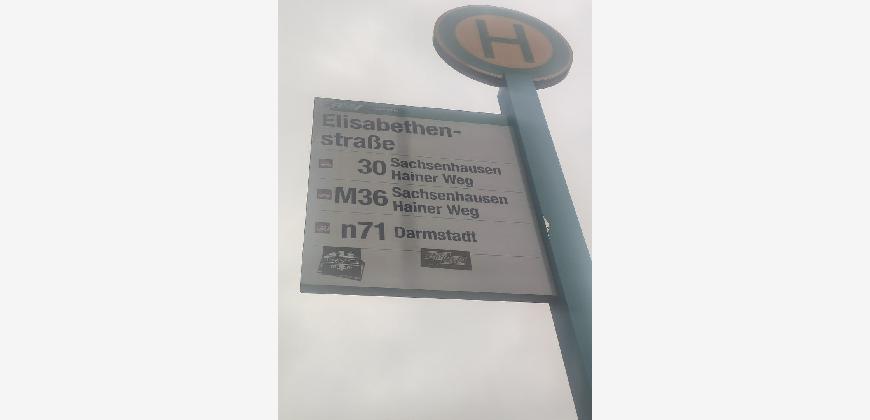 H
Elisabethen-
straße
30 Sachsenhausen
Hainer Weg
M36 Sachsenhausen
Hainer Weg
n71 Darmstadt